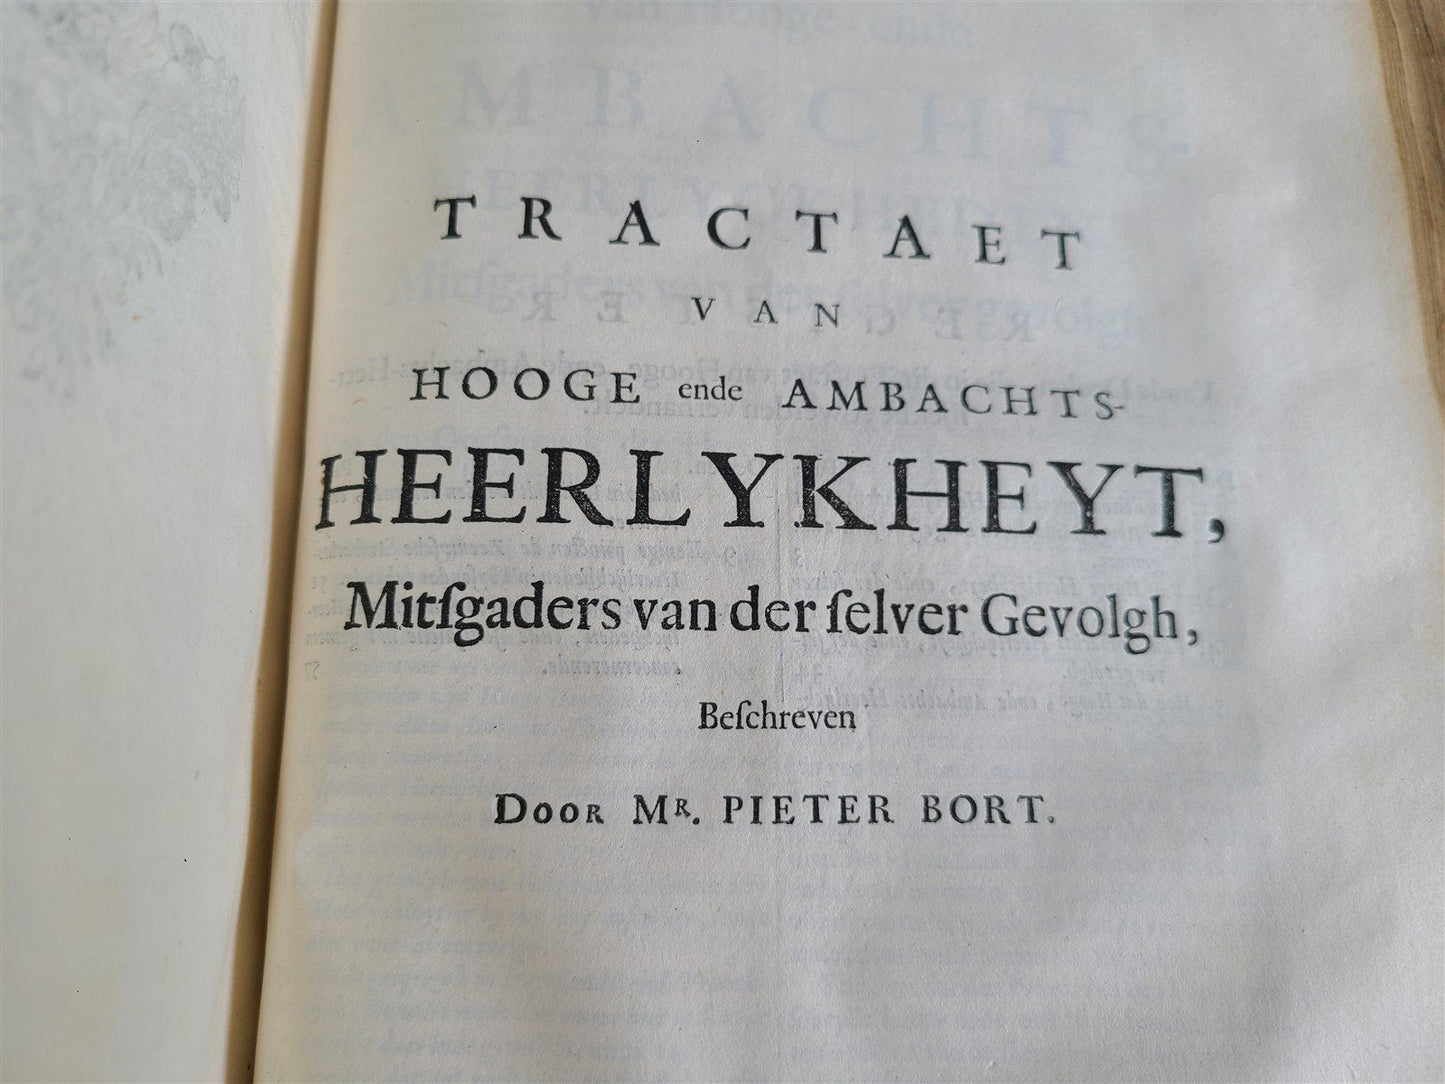 TRACTAET
VAN
HOOGE ende AMBACHTS-
HEERLYKHEYT,
Mitſgaders van der ſelver Gevolgh,
Beſchreven
Door Mr. PIETER BORT.